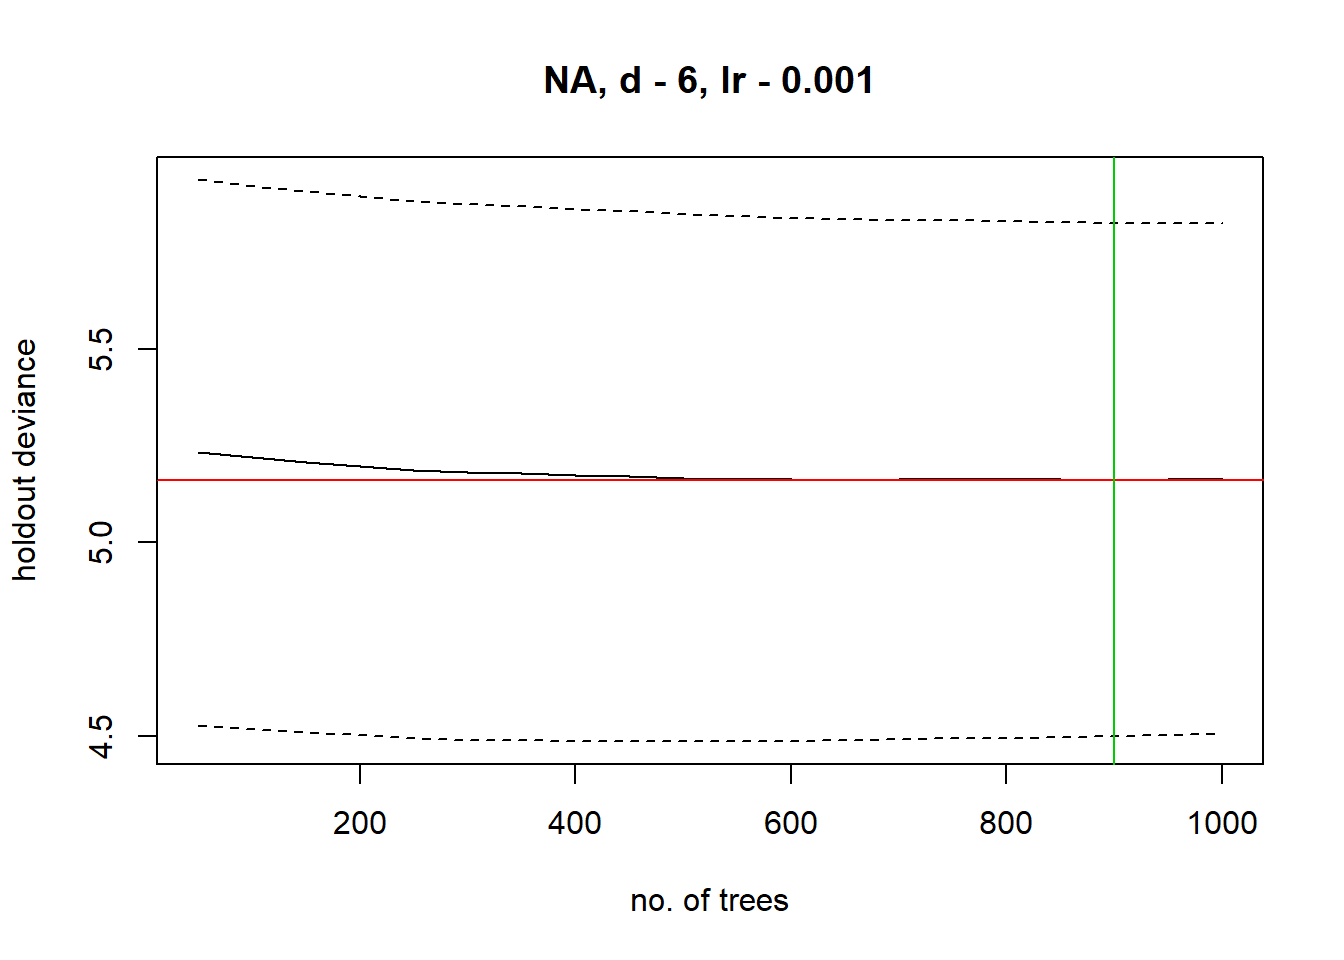 NA, d - 6, lr - 0.001
holdout deviance
5.5
5.0
4.5
200 400 600 800 1000
no. of trees